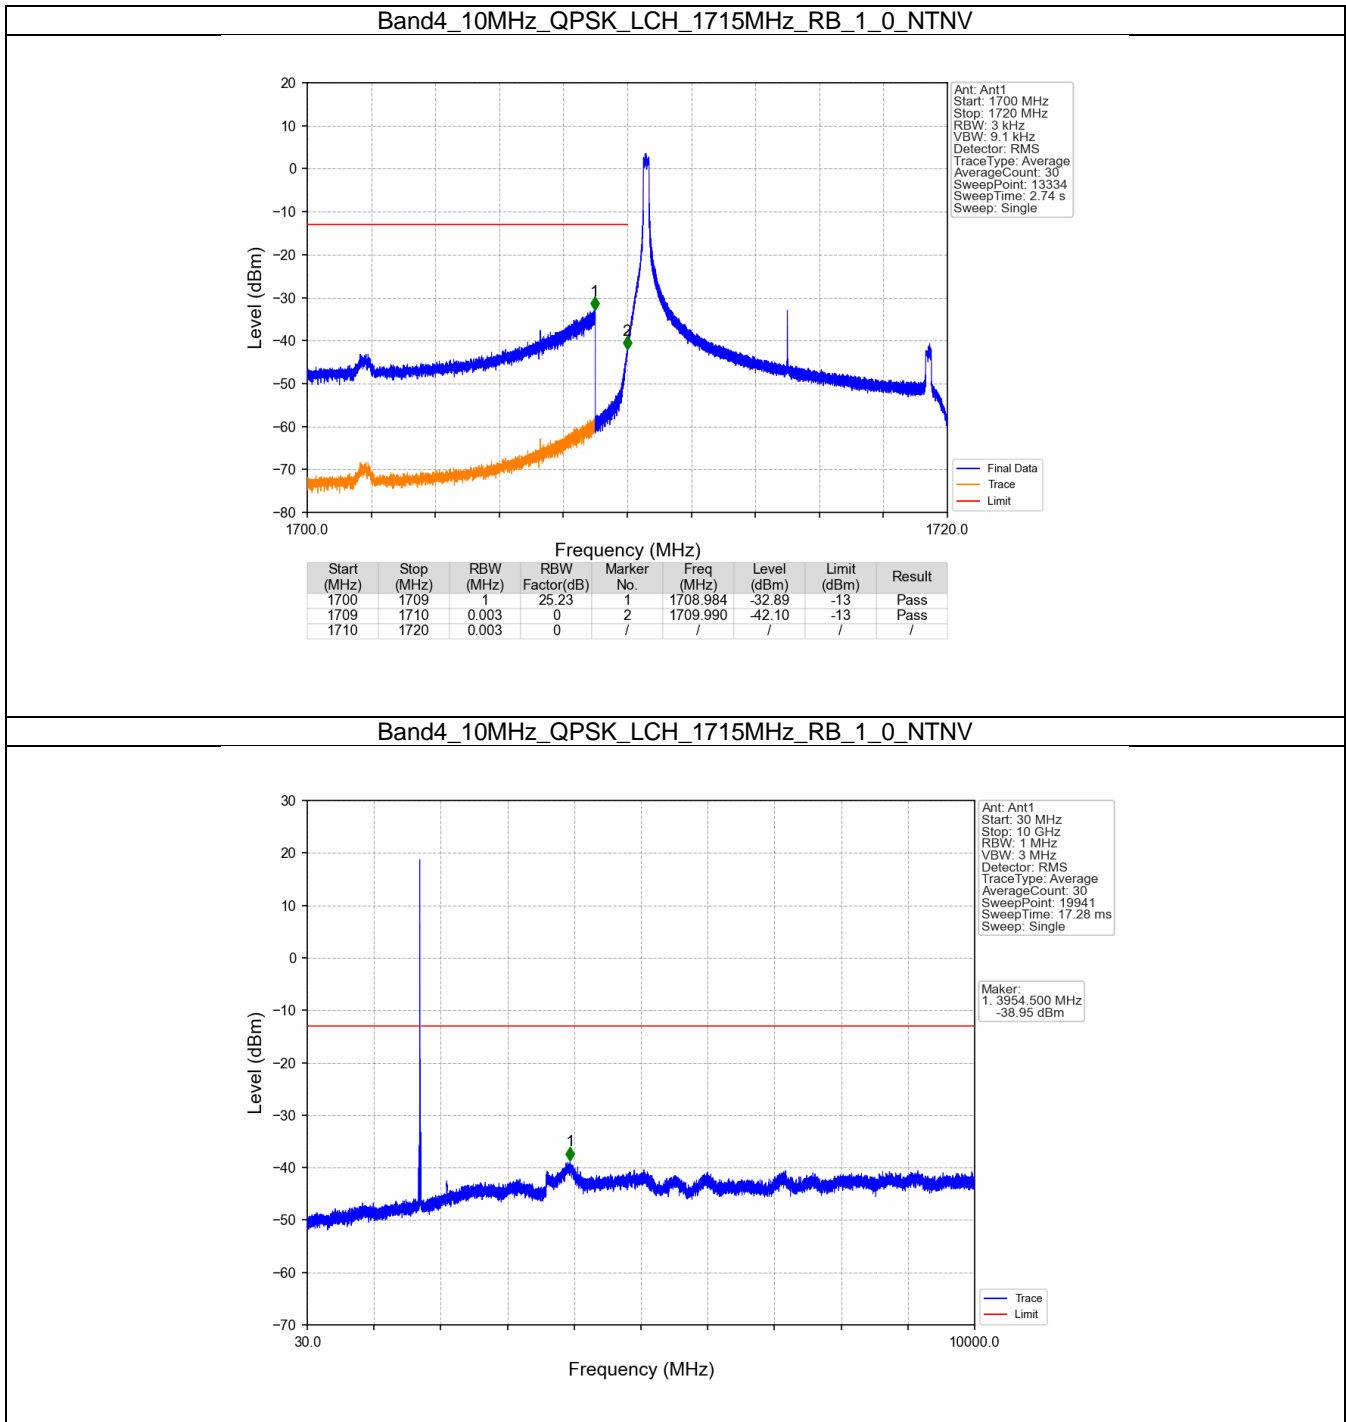 Band4_10MHz_QPSK_LCH_1715MHz_RB_1_0_NTNV
20
10
0
−10
−20
−30
−40
−50
−60
−70
−80
Level (dBm)
1
2
1700.0
1720.0
Frequency (MHz)
Ant: Ant1
Start: 1700 MHz
Stop: 1720 MHz
RBW: 3 kHz
VBW: 9.1 kHz
Detector: RMS
TraceType: Average
AverageCount: 30
SweepPoint: 13334
SweepTime: 2.74 s
Sweep: Single
Final Data
Trace
Limit
Start (MHz) Stop (MHz) RBW (MHz) RBW Factor(dB) Marker No. Freq (MHz) Level (dBm) Limit (dBm) Result
1700 1709 1 25.23 1 1708.984 -32.89 -13 Pass
1709 1710 0.003 0 2 1709.990 -42.10 -13 Pass
1710 1720 0.003 0 / / / / /
Band4_10MHz_QPSK_LCH_1715MHz_RB_1_0_NTNV
30
20
10
0
−10
−20
−30
−40
−50
−60
−70
Level (dBm)
1
30.0
10000.0
Frequency (MHz)
Ant: Ant1
Start: 30 MHz
Stop: 10 GHz
RBW: 1 MHz
VBW: 3 MHz
Detector: RMS
TraceType: Average
AverageCount: 30
SweepPoint: 19941
SweepTime: 17.28 ms
Sweep: Single
Maker:
1. 3954.500 MHz
-38.95 dBm
Trace
Limit